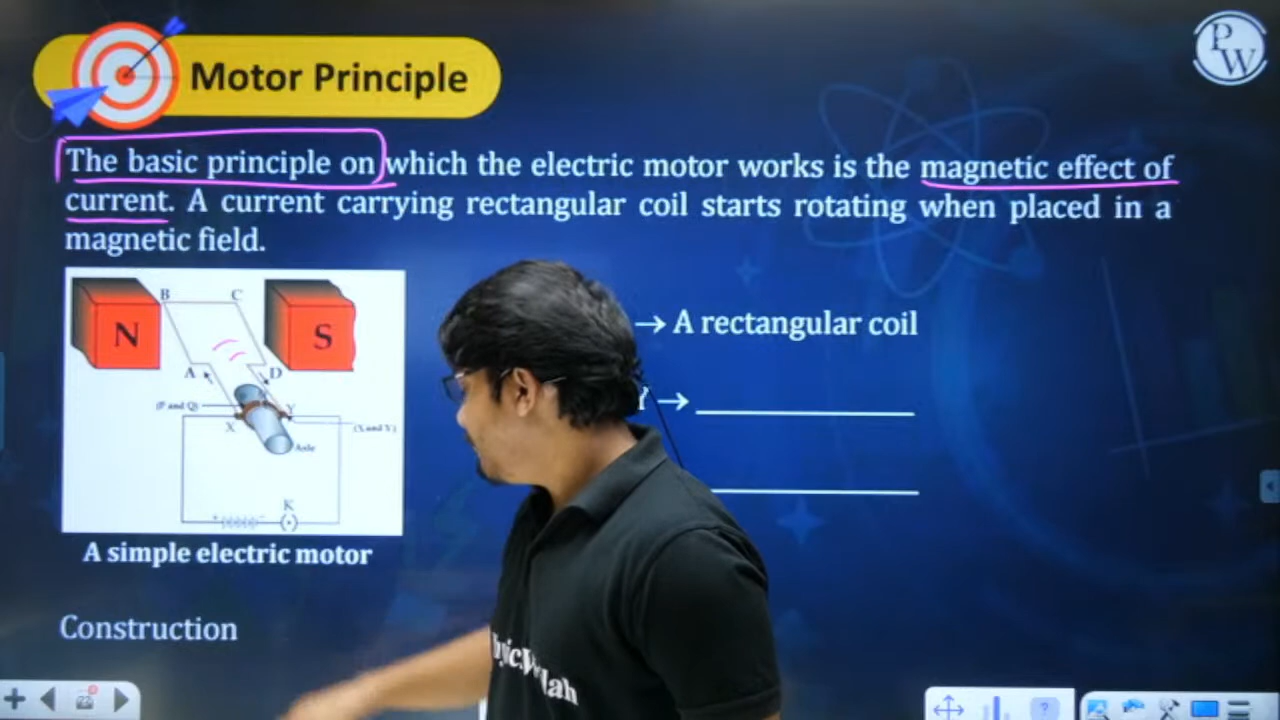 Motor Principle
PW
The basic principle on which the electric motor works is the magnetic effect of
current. A current carrying rectangular coil starts rotating when placed in a
magnetic field.
B C
N S
A D
(P and Q)
Y
X
(X and Y)
Axle
K
+ −
A simple electric motor
→ A rectangular coil
Y →
Construction
22
?